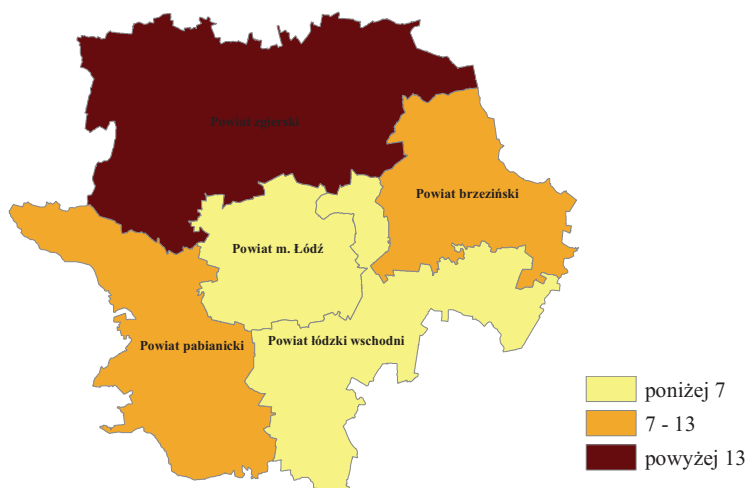 Powiat zgierski
Powiat brzeziński
Powiat m. Łódź
Powiat łódzki wschodni
Powiat pabianicki
poniżej 7
7 - 13
powyżej 13